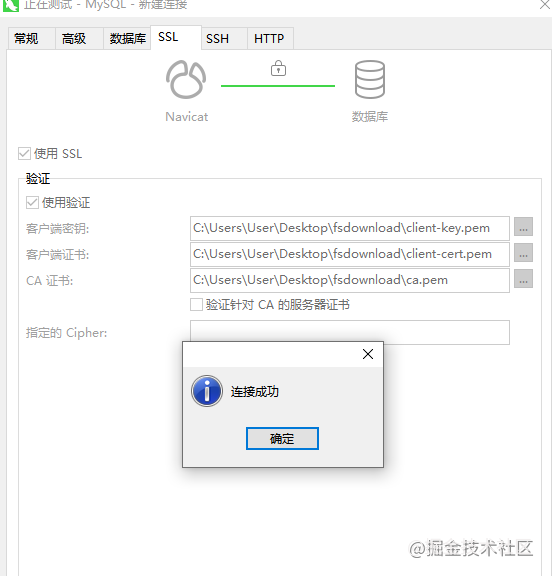 正在测试 - MySQL - 新建连接
常规 高级 数据库 SSL SSH HTTP
Navicat 数据库
使用 SSL
验证
使用验证
客户端密钥: C:\Users\User\Desktop\fsdownload\client-key.pem ...
客户端证书: C:\Users\User\Desktop\fsdownload\client-cert.pem ...
CA 证书: C:\Users\User\Desktop\fsdownload\ca.pem ...
验证针对 CA 的服务器证书
指定的 Cipher:
连接成功
确定
@掘金技术社区